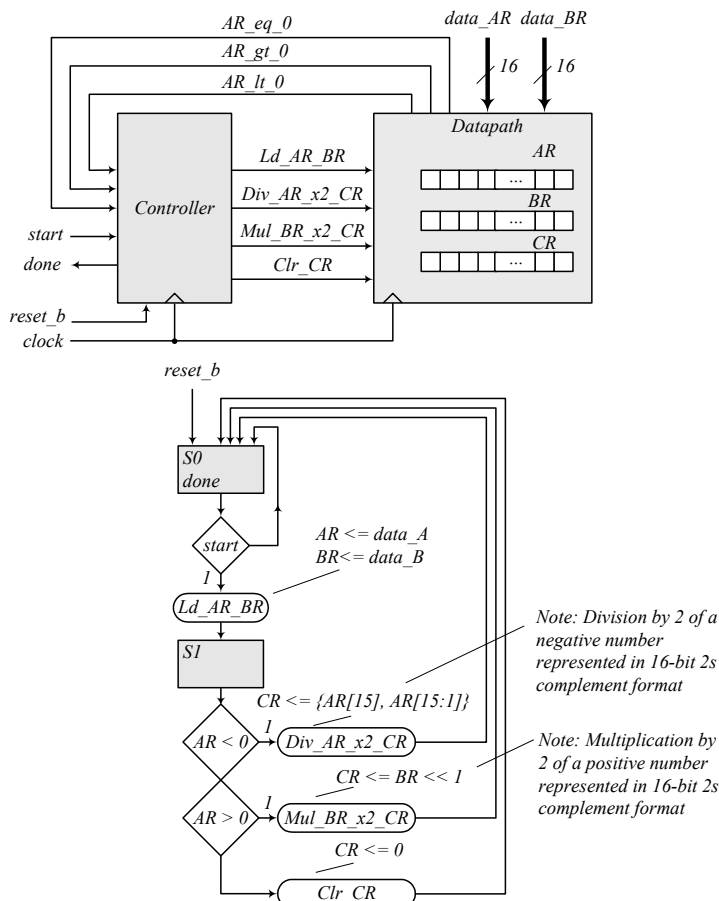 AR_eq_0
AR_gt_0
AR_lt_0
data_AR data_BR
16 16
Datapath
AR
...
BR
...
CR
...
Controller
Ld_AR_BR
Div_AR_x2_CR
Mul_BR_x2_CR
Clr_CR
start
done
reset_b
clock
reset_b
S0
done
start
1
AR <= data_A
BR<= data_B
Ld_AR_BR
S1
Note: Division by 2 of a
negative number
represented in 16-bit 2s
complement format
CR <= {AR[15], AR[15:1]}
AR < 0
1
Div_AR_x2_CR
Note: Multiplication by
2 of a positive number
represented in 16-bit 2s
complement format
CR <= BR << 1
AR > 0
1
Mul_BR_x2_CR
CR <= 0
Clr_CR